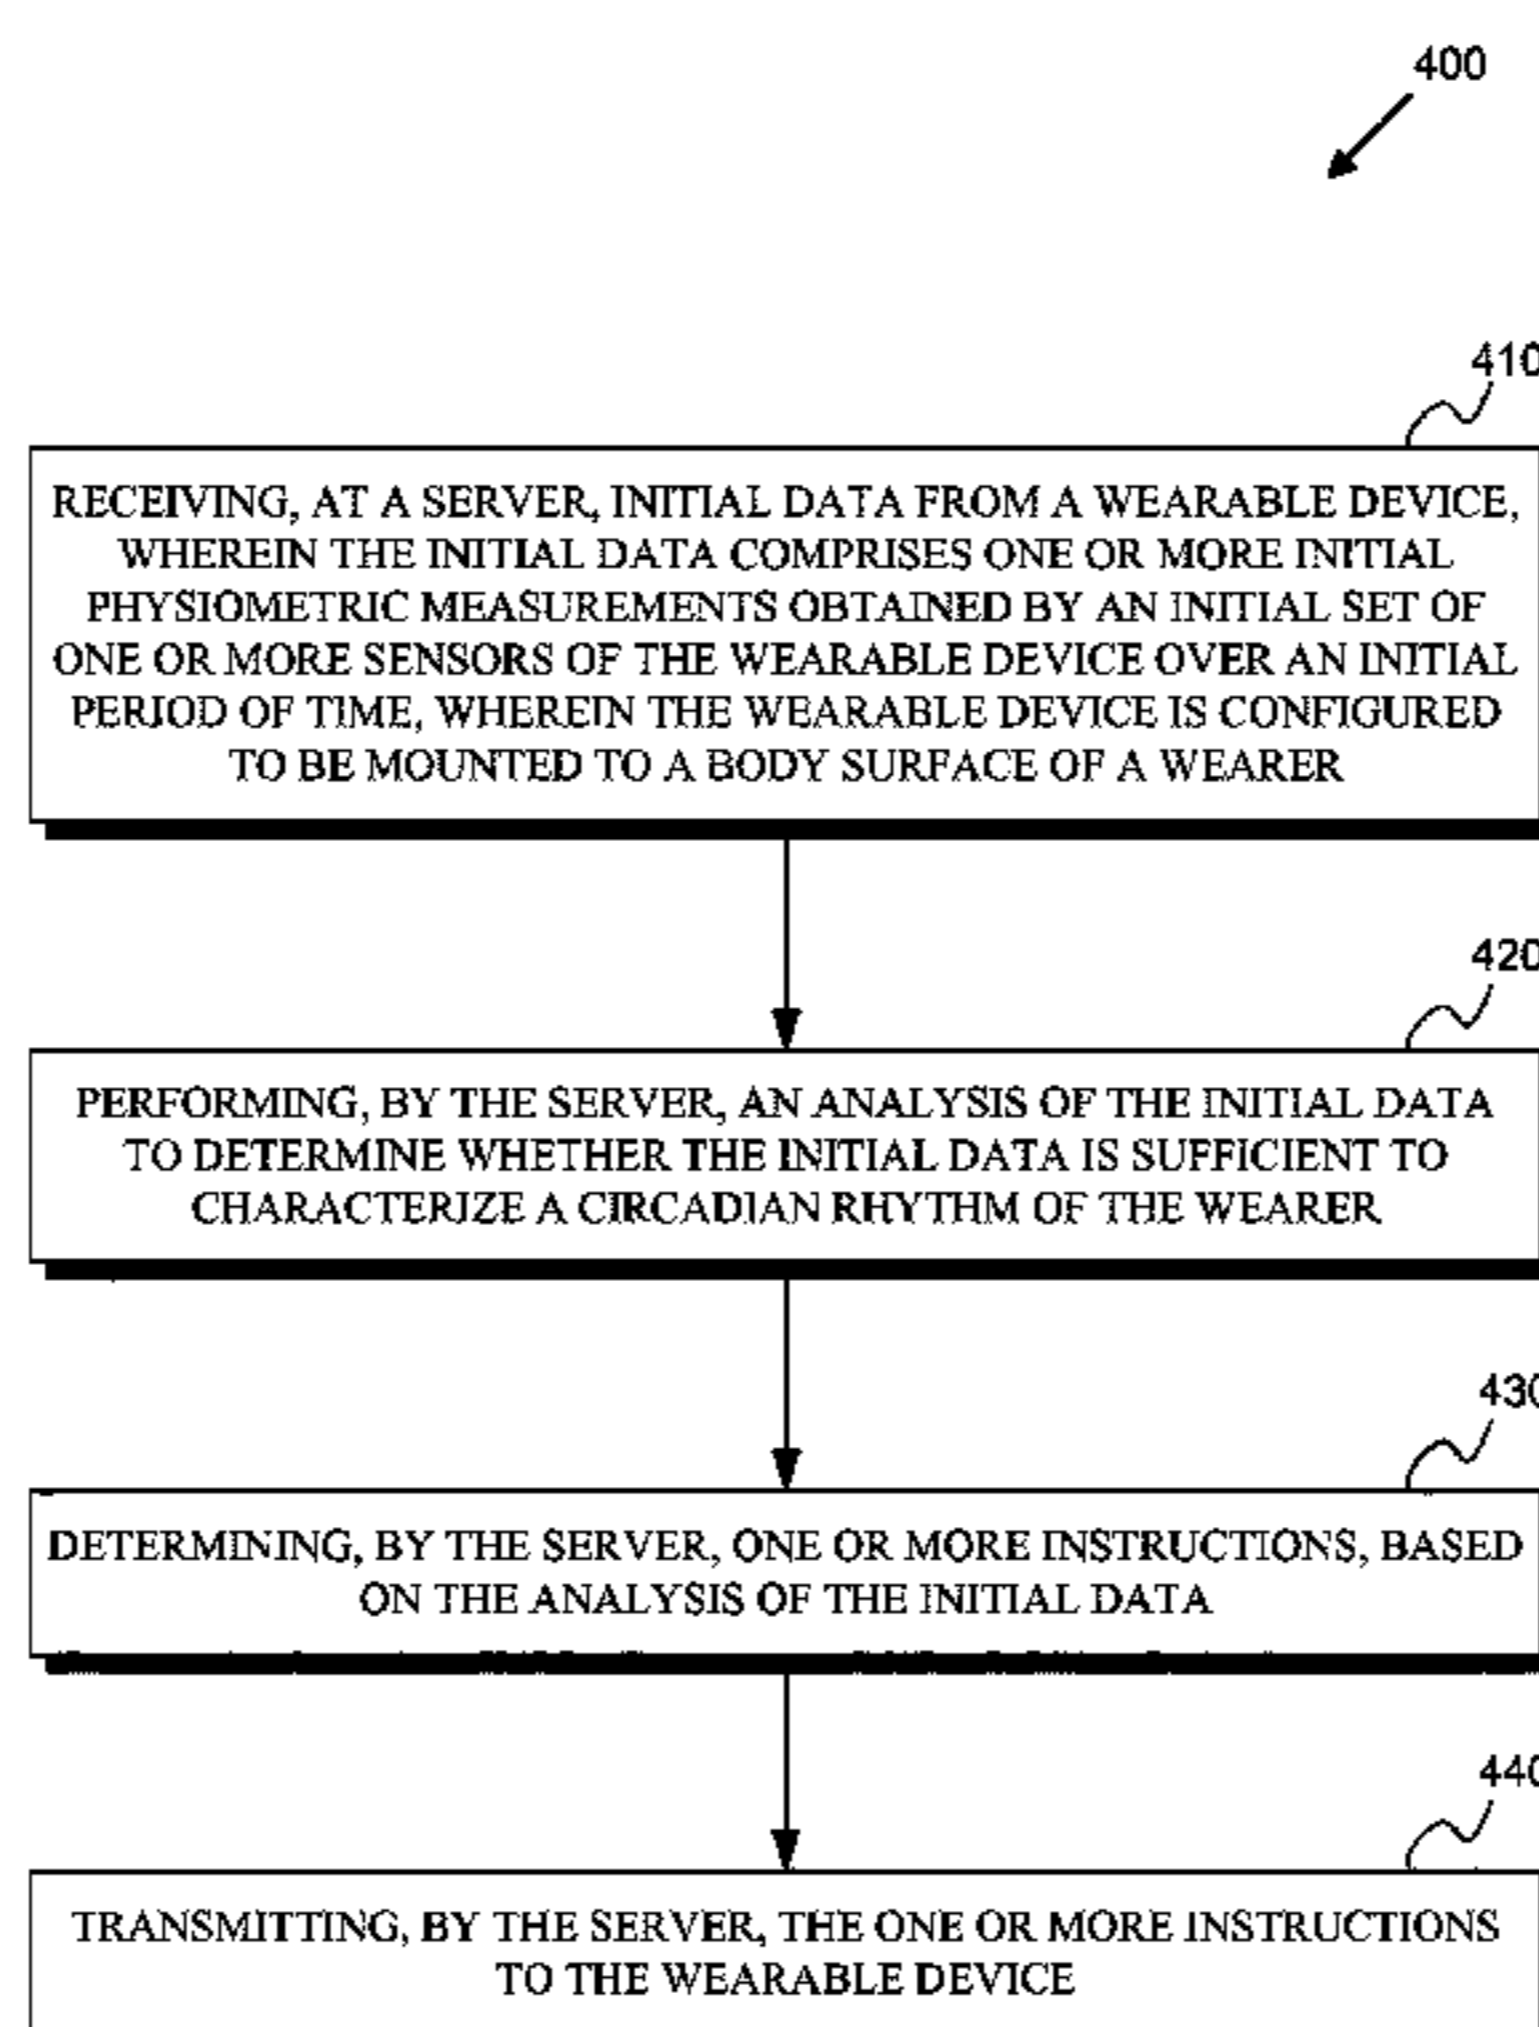 400
410
RECEIVING, AT A SERVER, INITIAL DATA FROM A WEARABLE DEVICE,
WHEREIN THE INITIAL DATA COMPRISES ONE OR MORE INITIAL
PHYSIOMETRIC MEASUREMENTS OBTAINED BY AN INITIAL SET OF
ONE OR MORE SENSORS OF THE WEARABLE DEVICE OVER AN INITIAL
PERIOD OF TIME, WHEREIN THE WEARABLE DEVICE IS CONFIGURED
TO BE MOUNTED TO A BODY SURFACE OF A WEARER
420
PERFORMING, BY THE SERVER, AN ANALYSIS OF THE INITIAL DATA
TO DETERMINE WHETHER THE INITIAL DATA IS SUFFICIENT TO
CHARACTERIZE A CIRCADIAN RHYTHM OF THE WEARER
430
DETERMINING, BY THE SERVER, ONE OR MORE INSTRUCTIONS, BASED
ON THE ANALYSIS OF THE INITIAL DATA
440
TRANSMITTING, BY THE SERVER, THE ONE OR MORE INSTRUCTIONS
TO THE WEARABLE DEVICE